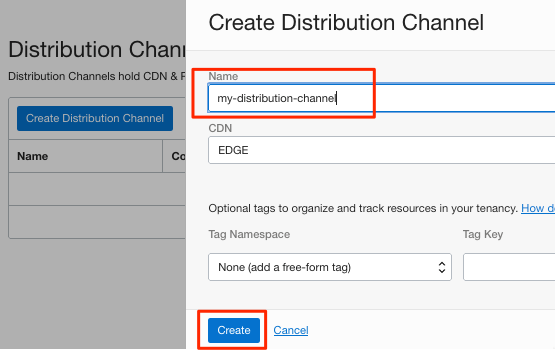 Distribution Chan
Distribution Channels hold CDN & P
Create Distribution Channel
Name
Co
Create Distribution Channel
Name
my-distribution-channel
CDN
EDGE
Optional tags to organize and track resources in your tenancy. How do
Tag Namespace
Tag Key
None (add a free-form tag)
Create
Cancel